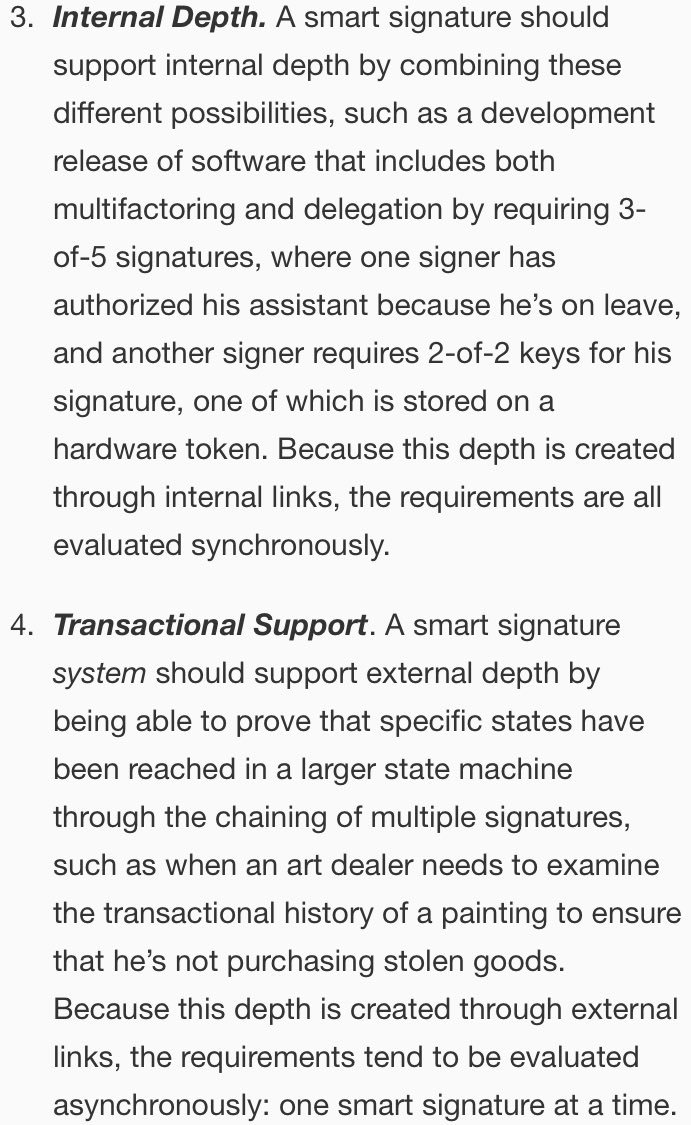 3. Internal Depth. A smart signature should
support internal depth by combining these
different possibilities, such as a development
release of software that includes both
multifactoring and delegation by requiring 3-
of-5 signatures, where one signer has
authorized his assistant because he’s on leave,
and another signer requires 2-of-2 keys for his
signature, one of which is stored on a
hardware token. Because this depth is created
through internal links, the requirements are all
evaluated synchronously.
4. Transactional Support. A smart signature
system should support external depth by
being able to prove that specific states have
been reached in a larger state machine
through the chaining of multiple signatures,
such as when an art dealer needs to examine
the transactional history of a painting to ensure
that he’s not purchasing stolen goods.
Because this depth is created through external
links, the requirements tend to be evaluated
asynchronously: one smart signature at a time.